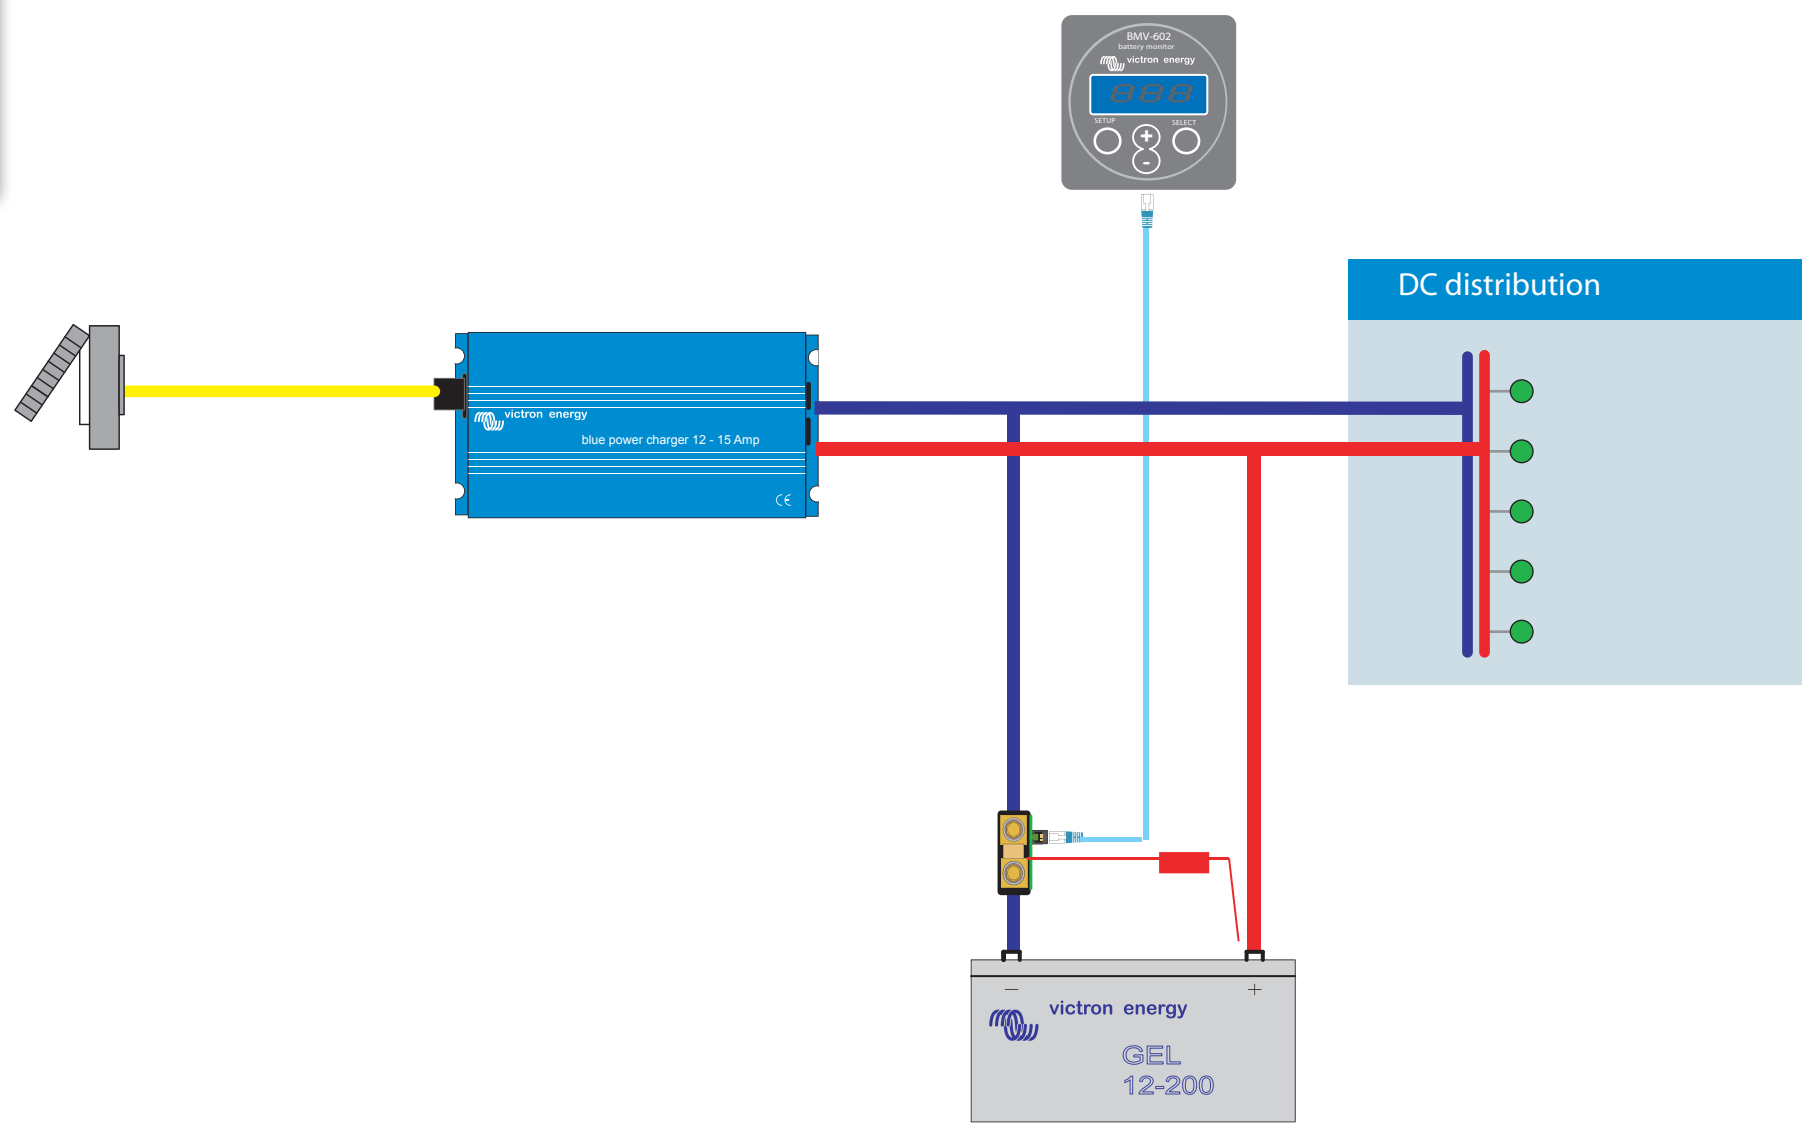 BMV-602
battery monitor
victron energy
888
SETUP
SELECT
+
-
DC distribution
victron energy
blue power charger 12 - 15 Amp
CE
— +
victron energy
GEL
12-200